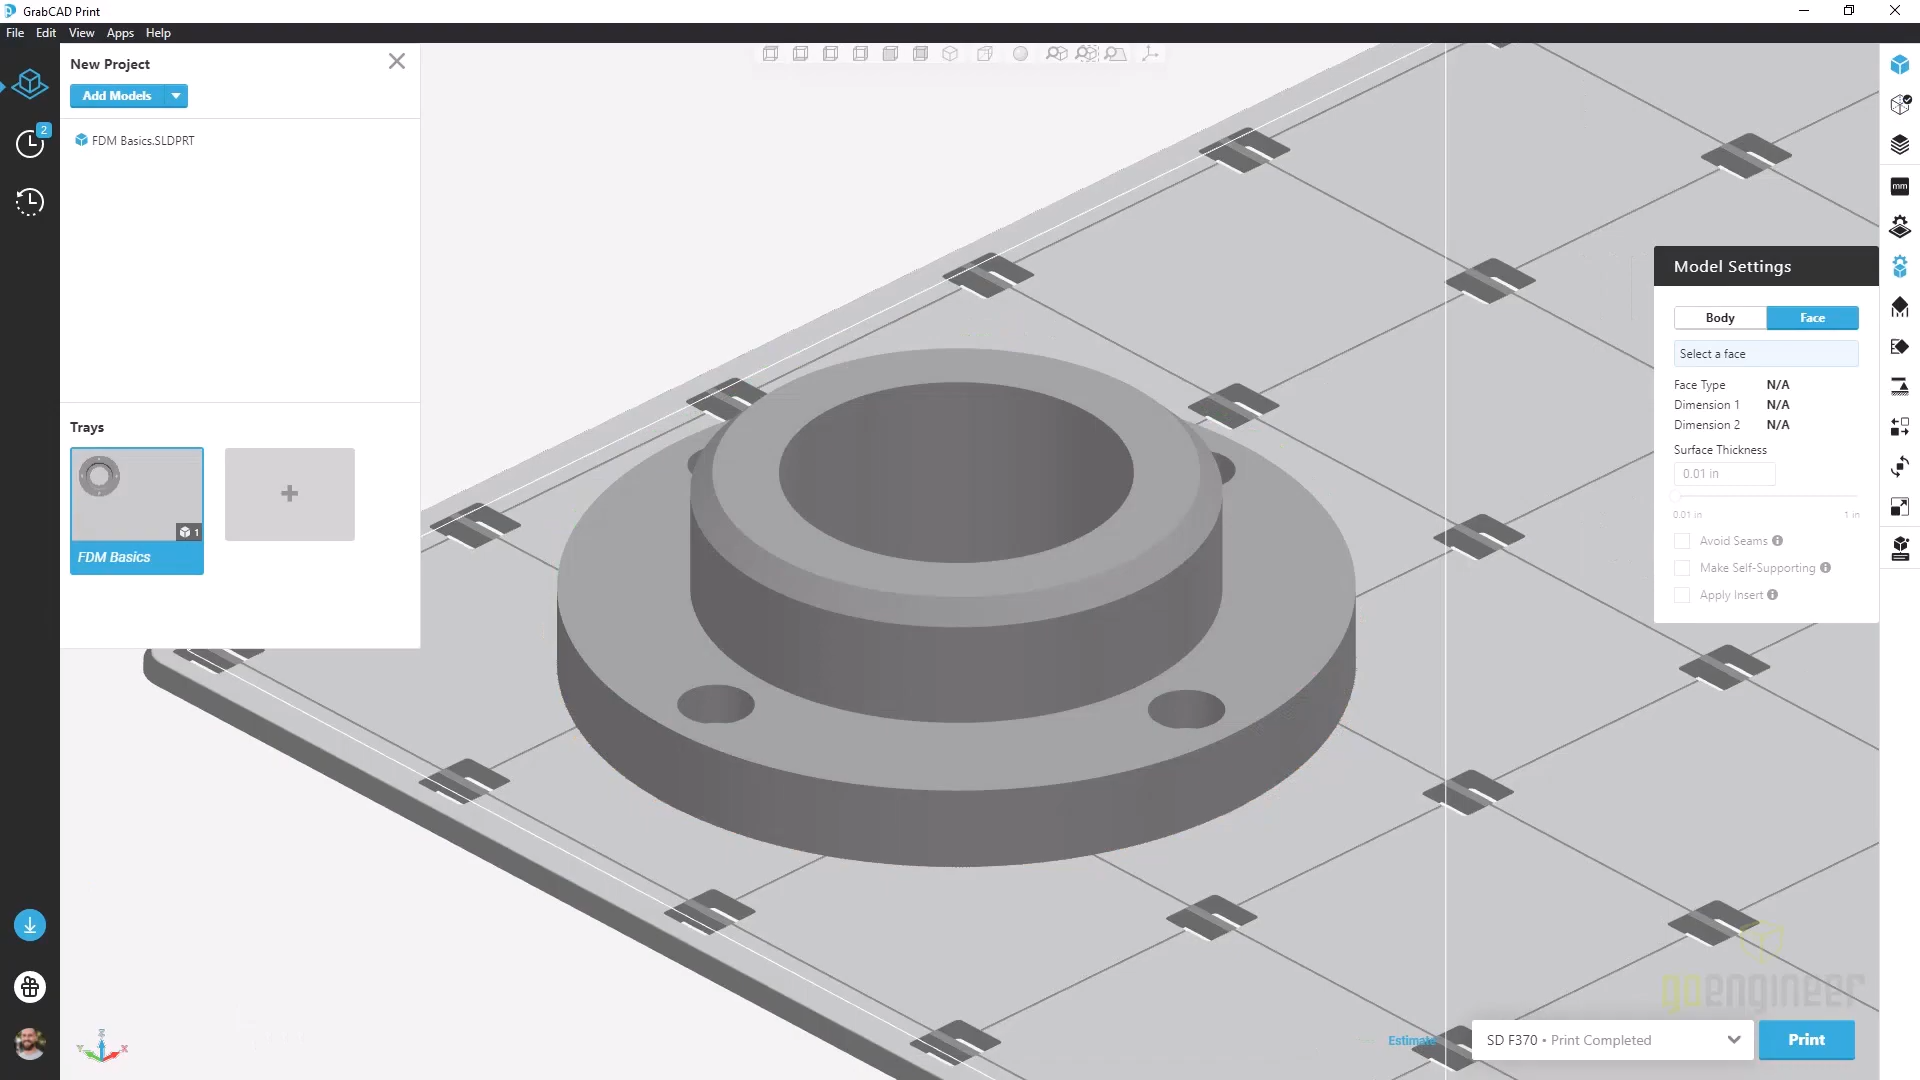 GrabCAD Print
File Edit View Apps Help
New Project
Add Models
2
FDM Basics.SLDPRT
Trays
1
FDM Basics
mm
Model Settings
Body Face
Select a face
Face Type N/A
Dimension 1 N/A
Dimension 2 N/A
Surface Thickness
0.01 in
0.01 in 1 in
Avoid Seams
Make Self-Supporting
Apply Insert
goengineer
Estimate
SD F370 • Print Completed
Print
Z
Y
X